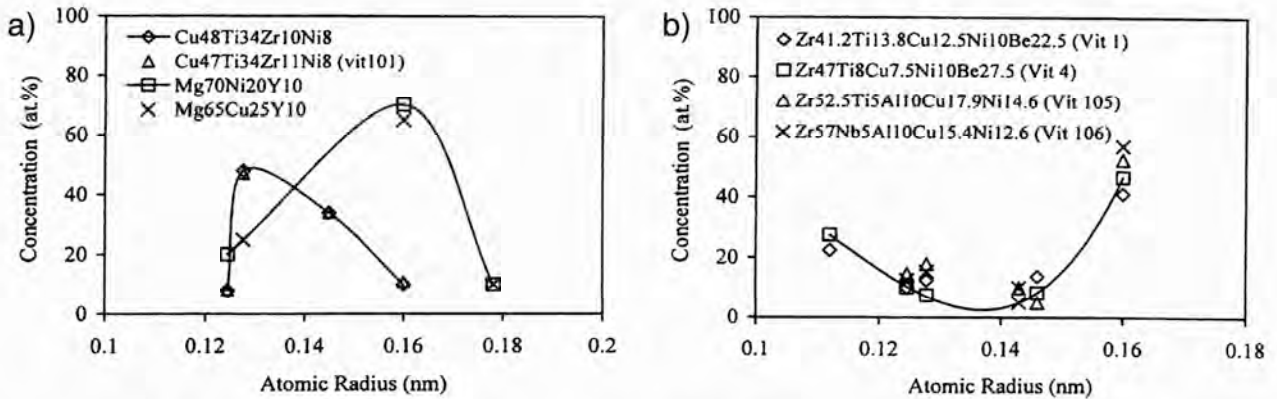 a)
100
80
60
40
20
0
Concentration (at.%)
Cu48Ti34Zr10Ni8
Cu47Ti34Zr11Ni8 (vit101)
Mg70Ni20Y10
Mg65Cu25Y10
0.1
0.12
0.14
0.16
0.18
0.2
Atomic Radius (nm)
b)
100
80
60
40
20
0
Concentration (at.%)
Zr41.2Ti13.8Cu12.5Ni10Be22.5 (Vit 1)
Zr47Ti8Cu7.5Ni10Be27.5 (Vit 4)
Zr52.5Ti5Al10Cu17.9Ni14.6 (Vit 105)
Zr57Nb5Al10Cu15.4Ni12.6 (Vit 106)
0.1
0.12
0.14
0.16
0.18
Atomic Radius (nm)